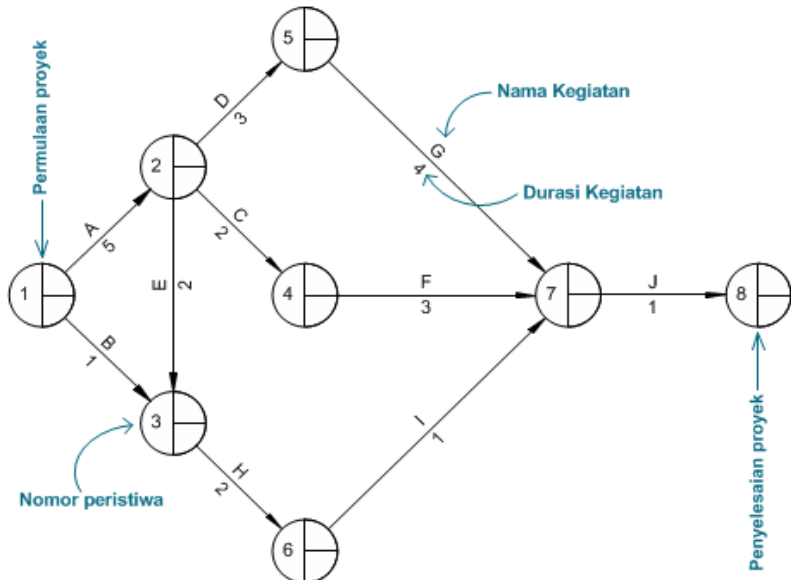 5
Nama Kegiatan
D
3
G
4
Durasi Kegiatan
Permulaan proyek
2
A
5
C
2
E
2
1
4
F
3
7
J
1
8
B
1
3
I
1
H
2
Nomor peristiwa
6
Penyelesaian proyek